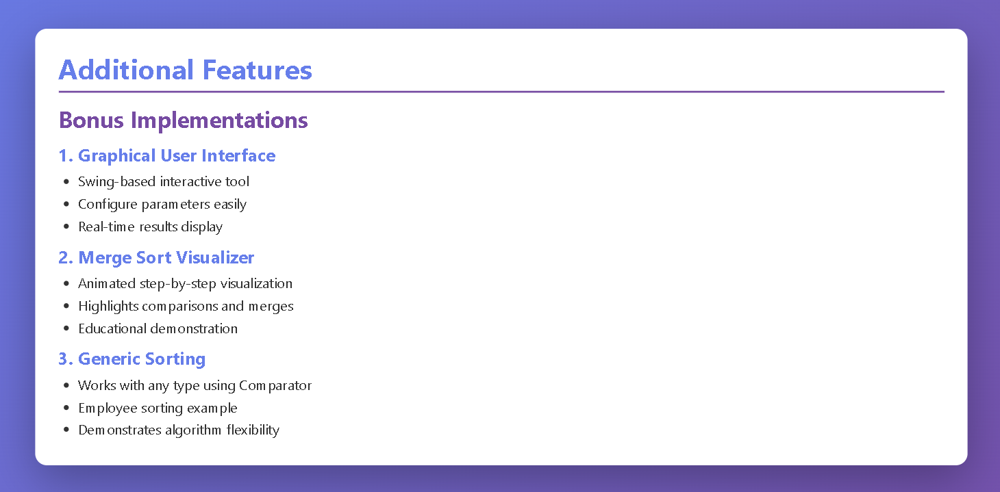 Additional Features
Bonus Implementations
1. Graphical User Interface
• Swing-based interactive tool
• Configure parameters easily
• Real-time results display
2. Merge Sort Visualizer
• Animated step-by-step visualization
• Highlights comparisons and merges
• Educational demonstration
3. Generic Sorting
• Works with any type using Comparator
• Employee sorting example
• Demonstrates algorithm flexibility